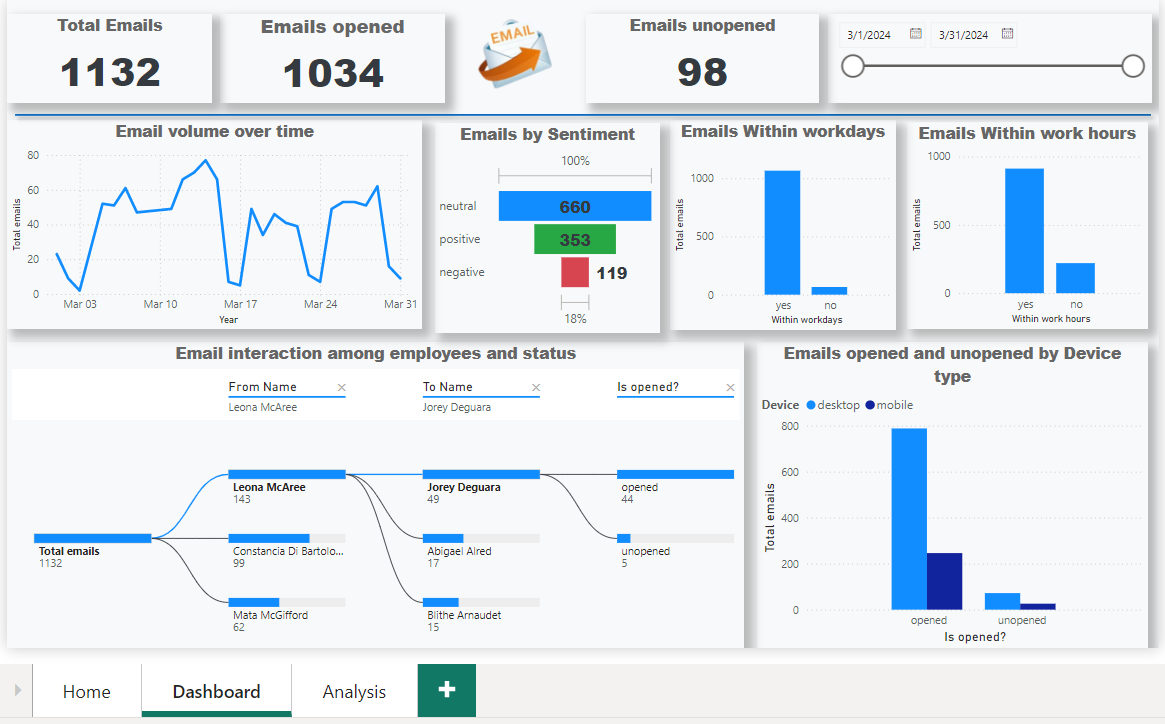 Total Emails
1132
Emails opened
1034
EMAIL
Emails unopened
98
3/1/2024
3/31/2024
Email volume over time
80
60
40
20
0
Total emails
Mar 03
Mar 10
Mar 17
Mar 24
Mar 31
Year
Emails by Sentiment
100%
neutral
660
positive
353
negative
119
18%
Emails Within workdays
1000
500
0
Total emails
yes
no
Within workdays
Emails Within work hours
1000
500
0
Total emails
yes
no
Within work hours
Email interaction among employees and status
From Name
Leona McAree
To Name
Jorey Deguara
Is opened?
Total emails
1132
Leona McAree
143
Constancia Di Bartolo...
99
Mata McGifford
62
Jorey Deguara
49
Abigael Alred
17
Blithe Arnaudet
15
opened
44
unopened
5
Emails opened and unopened by Device
type
Device desktop mobile
800
600
400
200
0
Total emails
opened
unopened
Is opened?
Home
Dashboard
Analysis